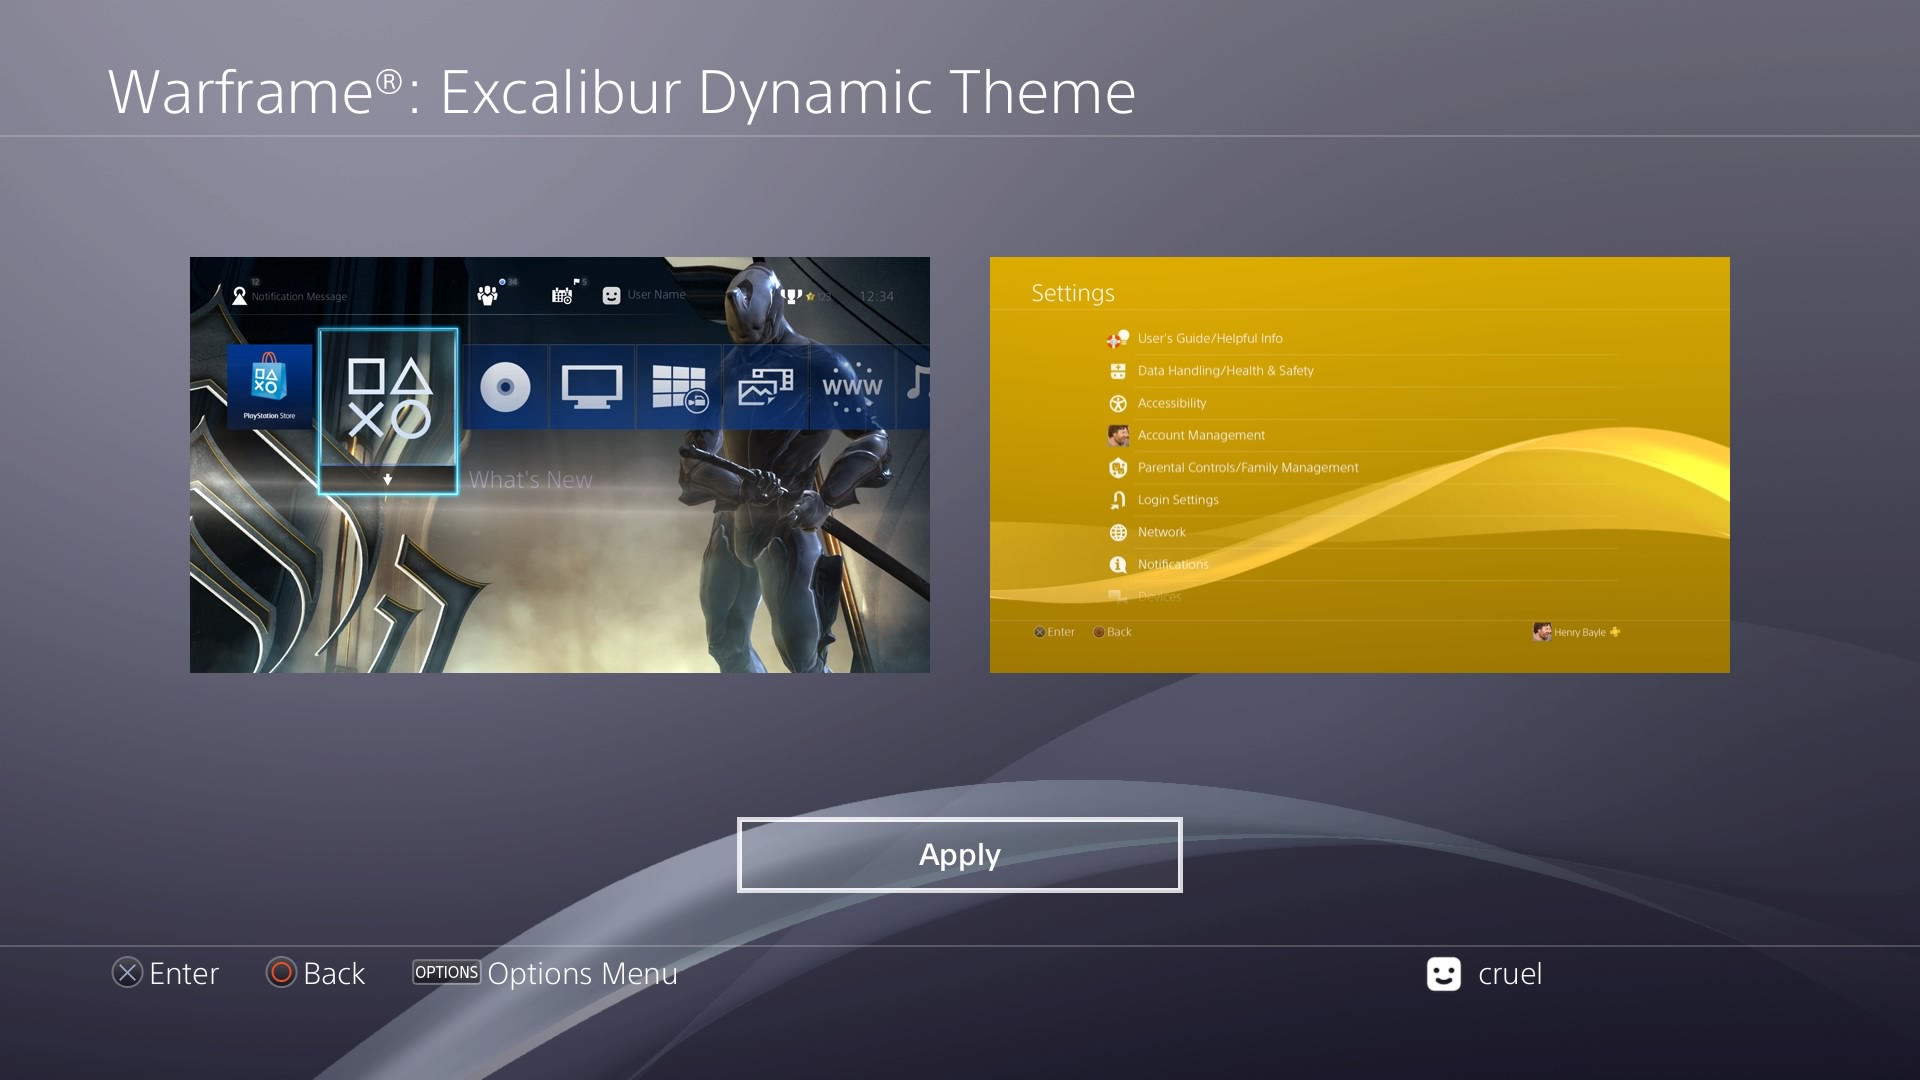 Warframe®: Excalibur Dynamic Theme
12
Notification Message
34
5
User Name
123
12:34
PlayStation Store
WWW
What's New
Settings
User's Guide/Helpful Info
Data Handling/Health & Safety
Accessibility
Account Management
Parental Controls/Family Management
Login Settings
Network
Notifications
Devices
Enter Back
Henry Bayle
Apply
Enter Back OPTIONS Options Menu
cruel